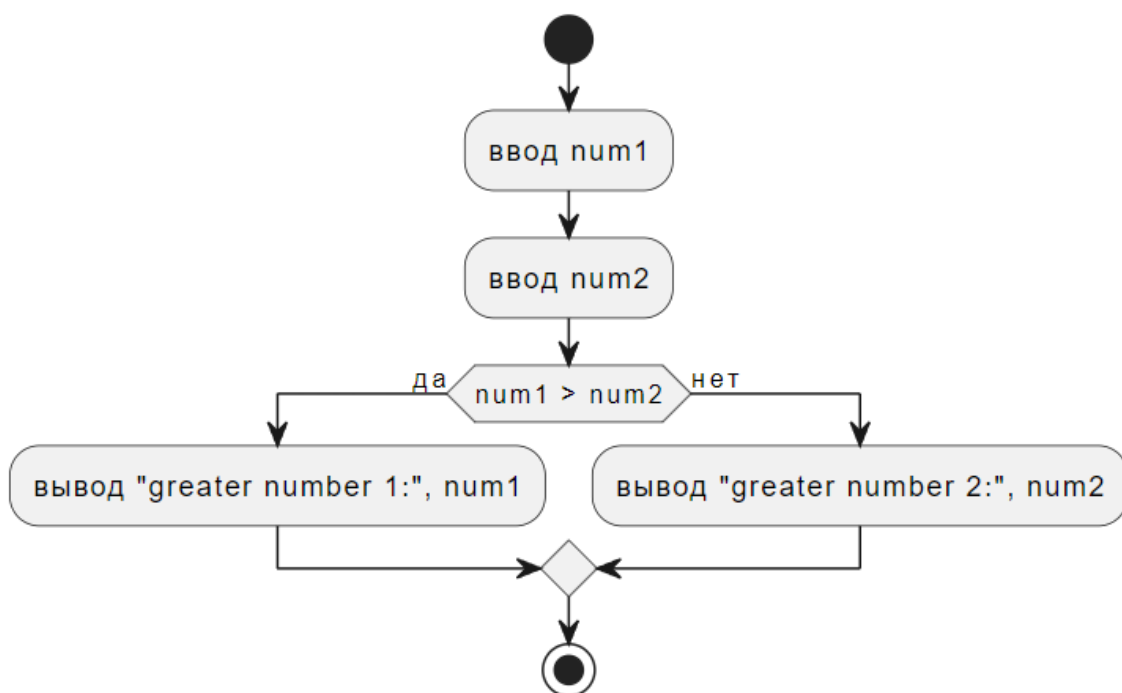 ввод num1
ввод num2
да
num1 > num2
нет
вывод "greater number 1:", num1
вывод "greater number 2:", num2